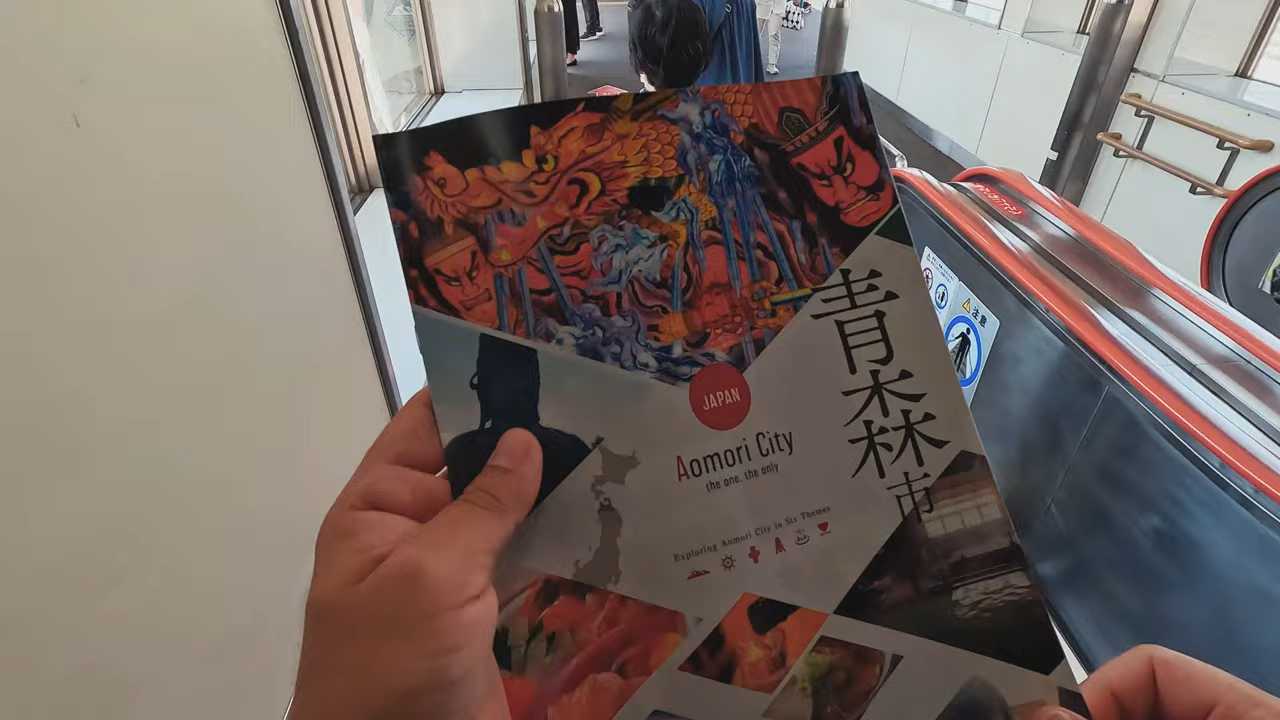 JAPAN
Aomori City
the one, the only
青森市
Exploring Aomori City in Six Themes
注意